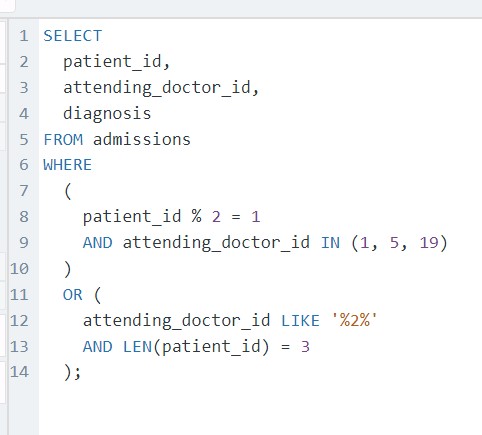 1 SELECT
2 patient_id,
3 attending_doctor_id,
4 diagnosis
5 FROM admissions
6 WHERE
7 (
8 patient_id % 2 = 1
9 AND attending_doctor_id IN (1, 5, 19)
10 )
11 OR (
12 attending_doctor_id LIKE '%2%'
13 AND LEN(patient_id) = 3
14 );